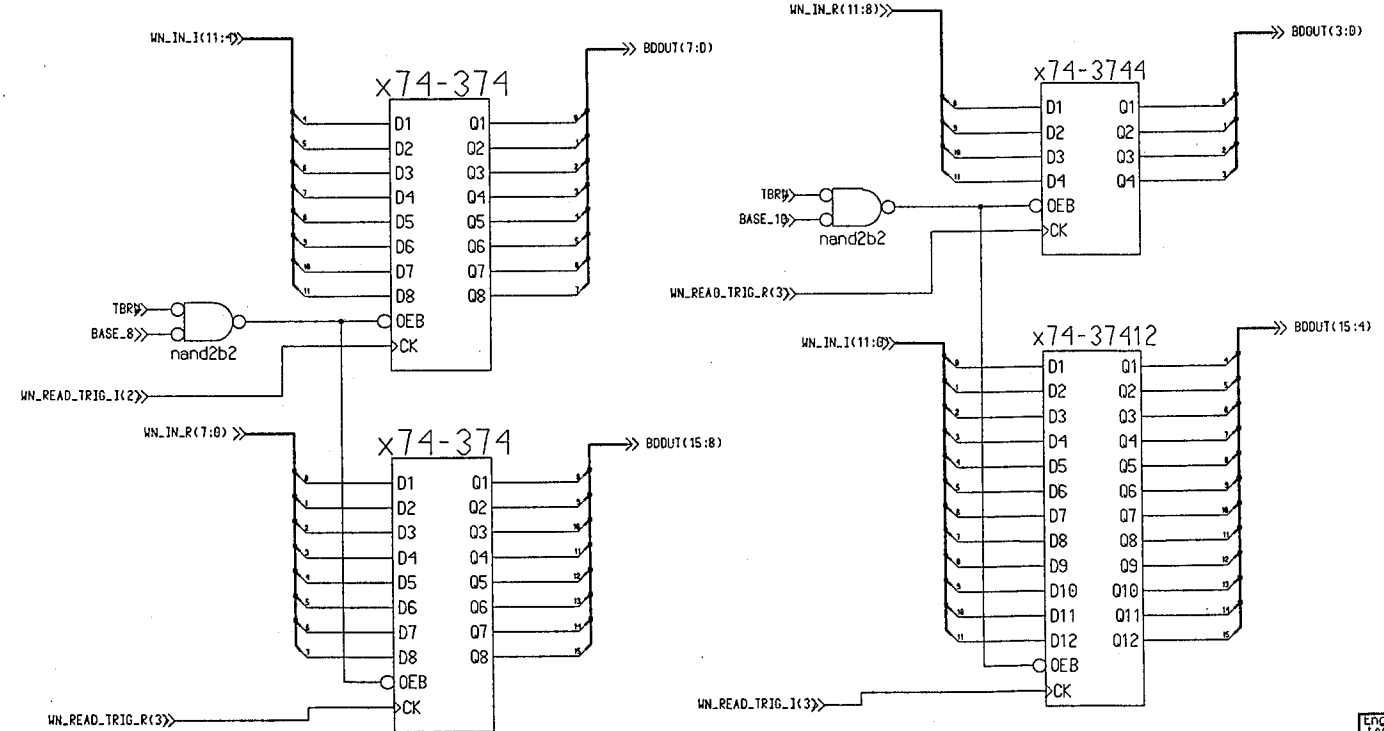 WN_IN_I(11:4)
BDOUT(7:0)
x74-374
D1 Q1
D2 Q2
D3 Q3
D4 Q4
D5 Q5
D6 Q6
D7 Q7
D8 Q8
OEB
CK
TBRW
BASE_8
nand2b2
WN_READ_TRIG_I(2)
WN_IN_R(7:0)
BDOUT(15:8)
x74-374
D1 Q1
D2 Q2
D3 Q3
D4 Q4
D5 Q5
D6 Q6
D7 Q7
D8 Q8
OEB
CK
WN_READ_TRIG_R(3)
WN_IN_R(11:8)
BDOUT(3:0)
x74-3744
D1 Q1
D2 Q2
D3 Q3
D4 Q4
OEB
CK
TBRW
BASE_10
nand2b2
WN_READ_TRIG_R(3)
WN_IN_I(11:0)
BDOUT(15:4)
x74-37412
D1 Q1
D2 Q2
D3 Q3
D4 Q4
D5 Q5
D6 Q6
D7 Q7
D8 Q8
D9 Q9
D10 Q10
D11 Q11
D12 Q12
OEB
CK
WN_READ_TRIG_I(3)